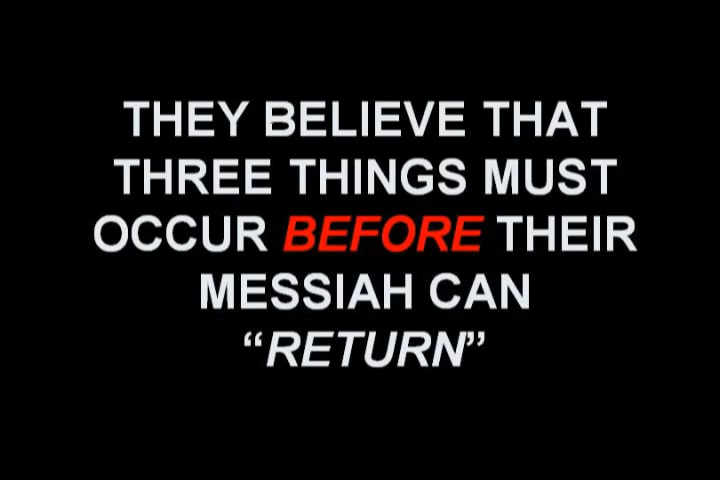 THEY BELIEVE THAT
THREE THINGS MUST
OCCUR BEFORE THEIR
MESSIAH CAN
“RETURN”